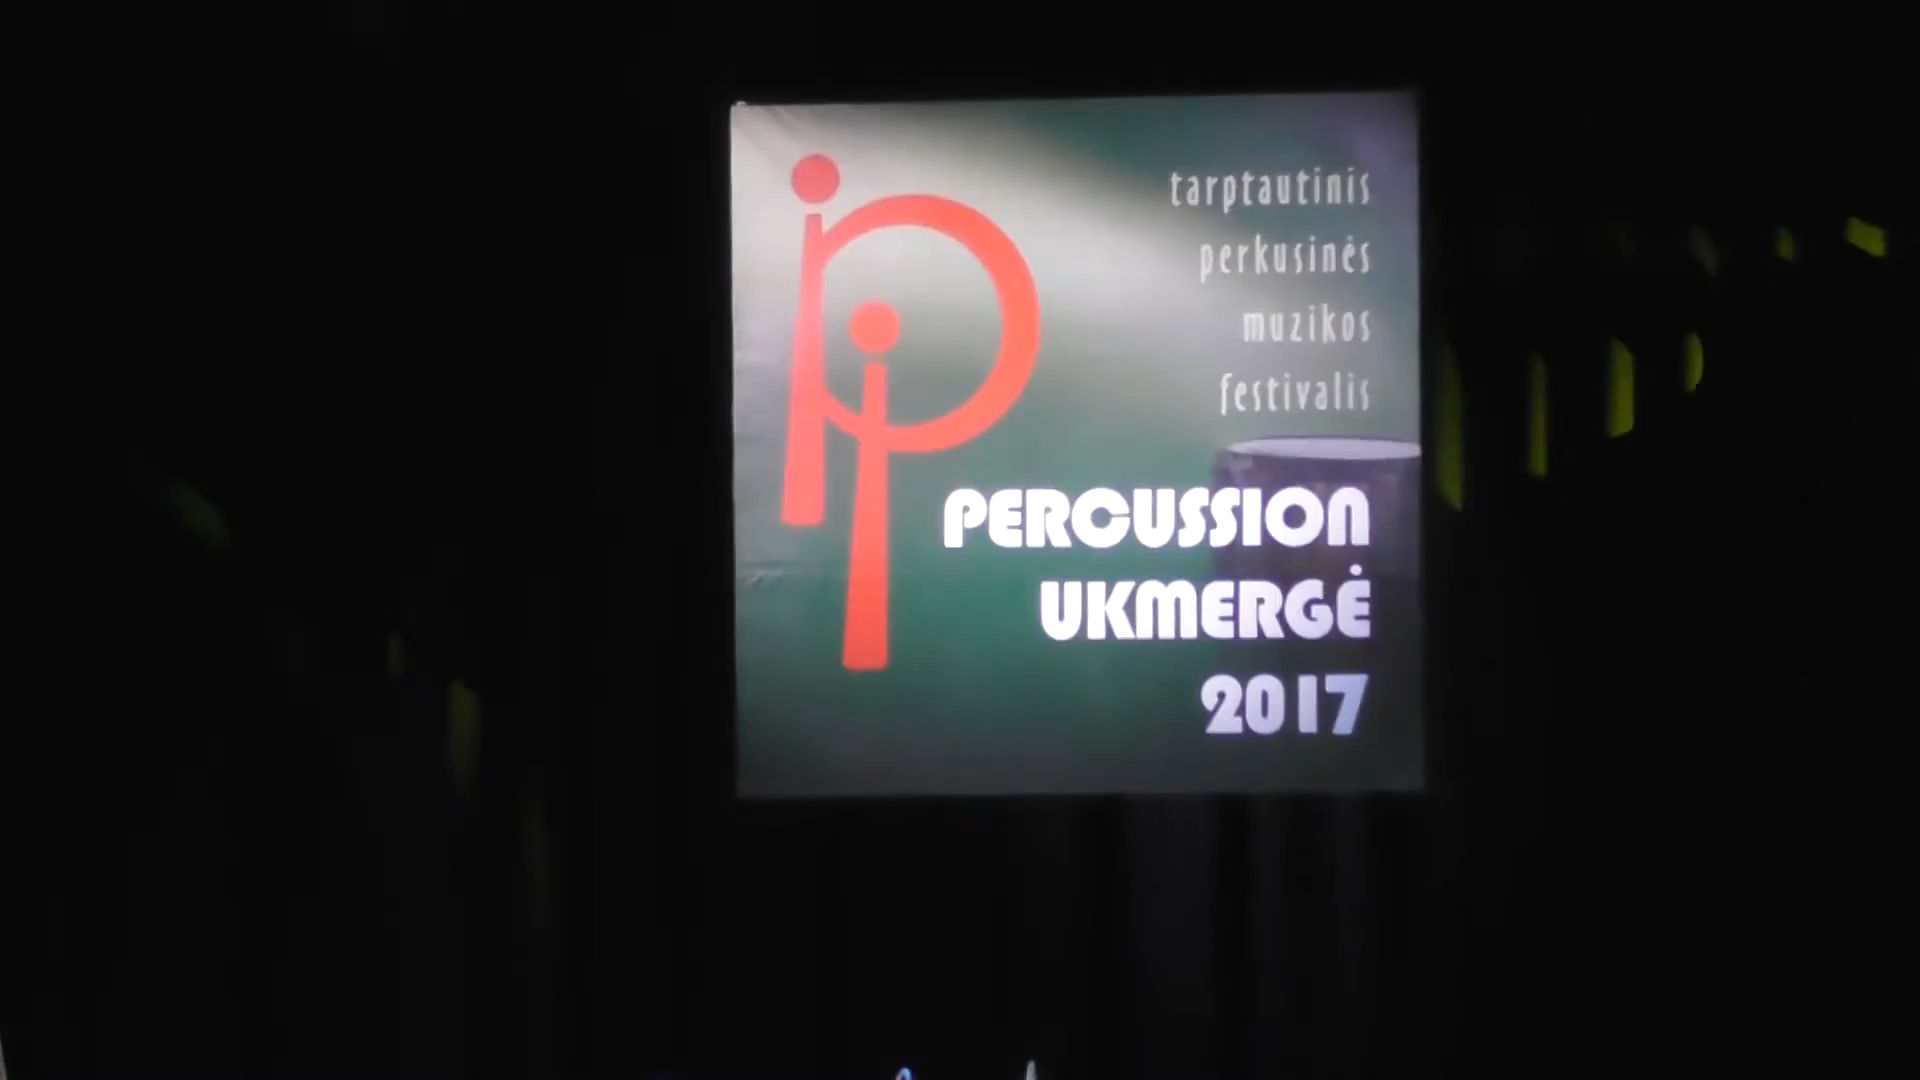 tarptautinis
perkusinės
muzikos
festivalis
PERCUSSION
UKMERGĖ
2017